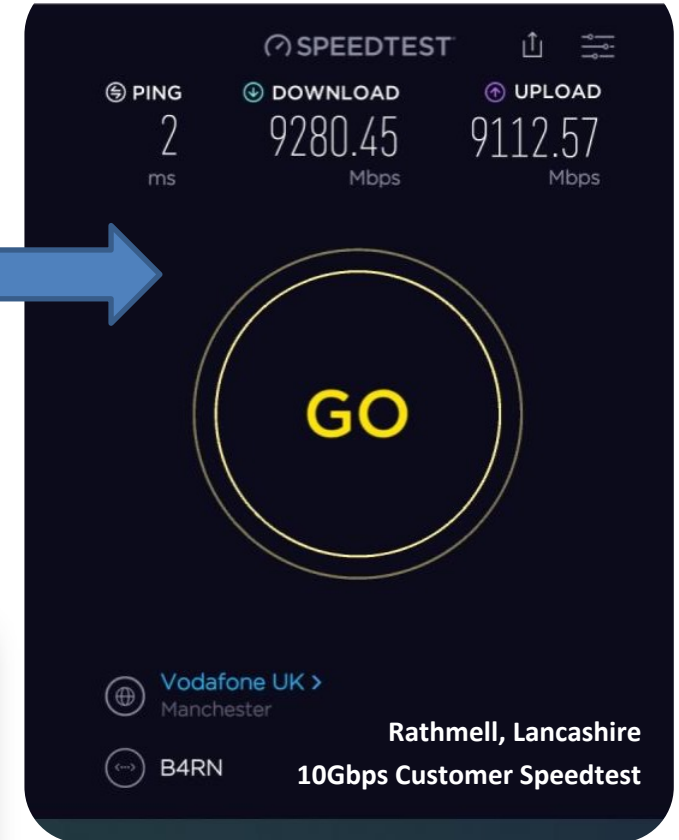 SPEEDTEST
PING DOWNLOAD UPLOAD
2 9280.45 9112.57
ms Mbps Mbps
GO
Vodafone UK >
Manchester
Rathmell, Lancashire
B4RN
10Gbps Customer Speedtest